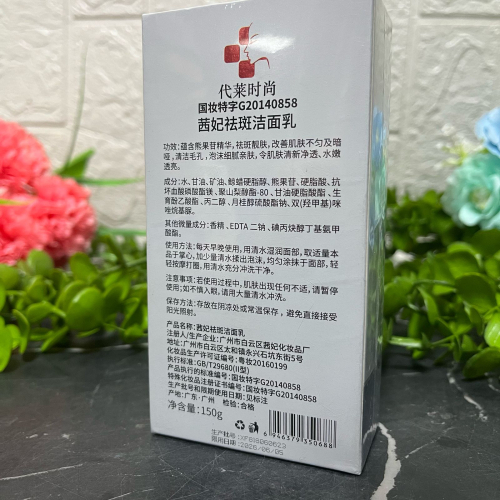 代莱时尚
国妆特字G20140858
茜妃祛斑洁面乳
功效:蕴含熊果苷精华,祛斑靓肤,改善肌肤不匀及暗
哑,清洁毛孔,泡沫细腻亲肤,令肌肤清新净透、水嫩
透亮。
成分:水、甘油、矿油、鲸蜡硬脂醇、熊果苷、硬脂酸、抗
坏血酸磷酸酯镁、聚山梨醇酯-80、甘油硬脂酸酯、生
育酚乙酸酯、丙二醇、月桂醇硫酸酯钠、双(羟甲基)咪
唑烷基脲。
其他微量成分:香精、EDTA 二钠、碘丙炔醇丁基氨甲
酸酯。
使用方法:每天早晚使用,用清水湿润面部,取适量本
品于掌心,加少量清水揉出泡沫,均匀涂抹于面部,轻
轻按摩打圈,用清水充分冲洗干净。
注意事项:若使用过程中,肌肤出现任何不适,请暂停
使用;如不慎入眼,请用大量清水冲洗。
保存方法:存放在阴凉处或常温保存,避免直接接受
阳光照射。
产品名称:茜妃祛斑洁面乳
注册人/生产企业:广州市白云区茜妃化妆品厂
地址:广州市白云区太和镇永兴石坑东街5号
化妆品生产许可证编号:粤妆20160199
执行标准:GB/T29680(II型)
产品执行的标准编号:国妆特字G20140858
特殊化妆品注册证书编号:国妆特字G20140858
生产批号和限期使用日期:见标注
产地:广东·广州 检验:合格
净含量:150g
6 946379 350688
生产批号
限用日期:2026/06/05